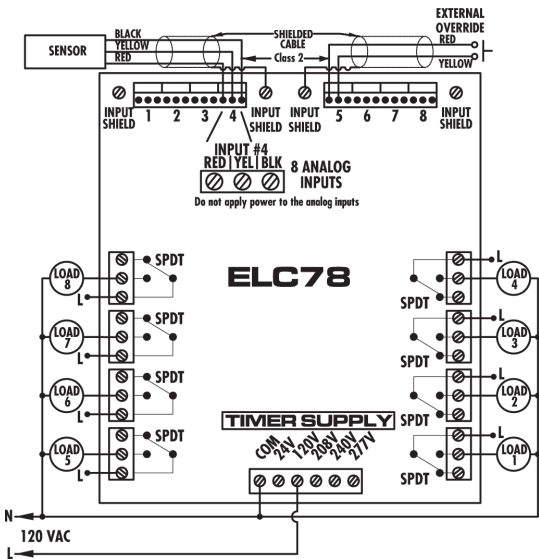 EXTERNAL
OVERRIDE
RED
YELLOW
SENSOR
BLACK
YELLOW
RED
SHIELDED
CABLE
Class 2
INPUT
SHIELD
1 2 3 4
INPUT
SHIELD
INPUT
SHIELD
5 6 7 8
INPUT
SHIELD
INPUT #4
RED | YEL | BLK
8 ANALOG
INPUTS
Do not apply power to the analog inputs
ELC78
LOAD
8
L
SPDT
LOAD
7
L
SPDT
LOAD
6
L
SPDT
LOAD
5
L
SPDT
L
LOAD
4
SPDT
L
LOAD
3
SPDT
L
LOAD
2
SPDT
L
LOAD
1
SPDT
TIMER SUPPLY
COM 24V 120V 208V 240V 277V
N
120 VAC
L